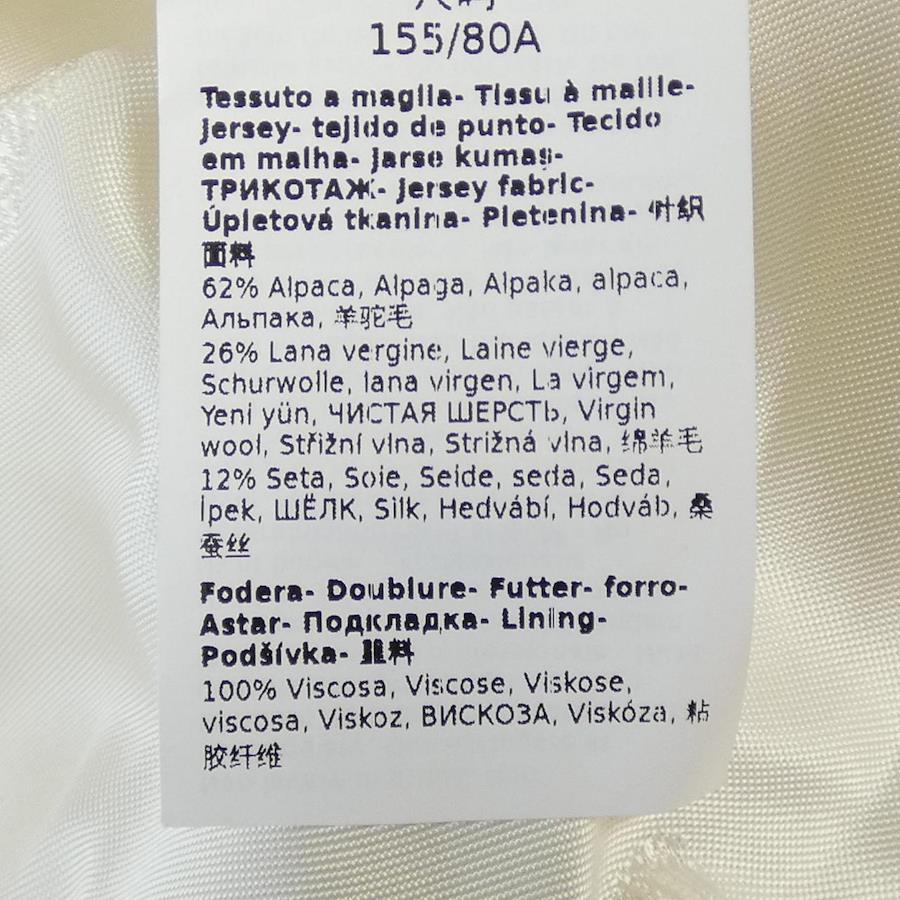 155/80A
Tessuto a maglia- Tissu à maille-
Jersey- tejido de punto- Tecido
em malha- Jarse kumaş-
ТРИКОТАЖ- Jersey fabric-
Úpletová tkanina- Pletenina- 针织
面料
62% Alpaca, Alpaga, Alpaka, alpaca,
Альпака, 羊驼毛
26% Lana vergine, Laine vierge,
Schurwolle, lana virgen, La virgem,
Yeni yün, ЧИСТАЯ ШЕРСТЬ, Virgin
wool, Střižní vlna, Strižná vlna, 绵羊毛
12% Seta, Soie, Seide, seda, Seda,
İpek, ШЁЛК, Silk, Hedvábí, Hodváb, 桑
蚕丝
Fodera- Doublure- Futter- forro-
Astar- Подкладка- Lining-
Podšívka- 里料
100% Viscosa, Viscose, Viskose,
viscosa, Viskoz, ВИСКОЗА, Viskóza, 粘
胶纤维